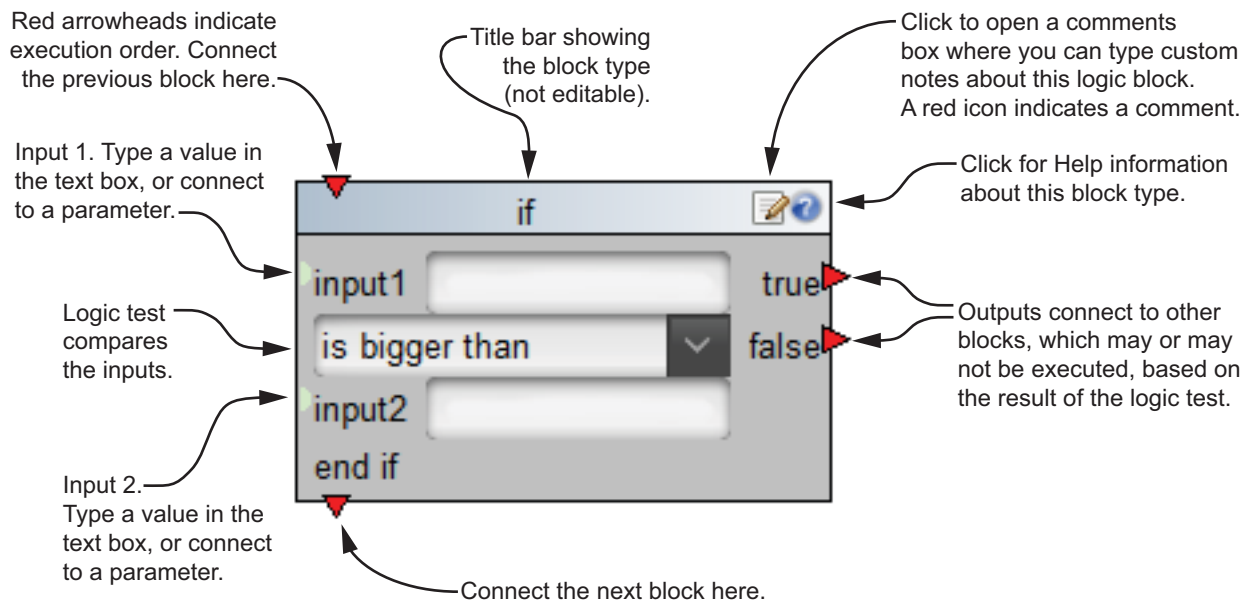 Red arrowheads indicate
execution order. Connect
the previous block here.
Title bar showing
the block type
(not editable).
Click to open a comments
box where you can type custom
notes about this logic block.
A red icon indicates a comment.
Input 1. Type a value in
the text box, or connect
to a parameter.
Click for Help information
about this block type.
if
?
input1
true
is bigger than
false
input2
end if
Logic test
compares
the inputs.
Outputs connect to other
blocks, which may or may
not be executed, based on
the result of the logic test.
Input 2.
Type a value in the
text box, or connect
to a parameter.
Connect the next block here.